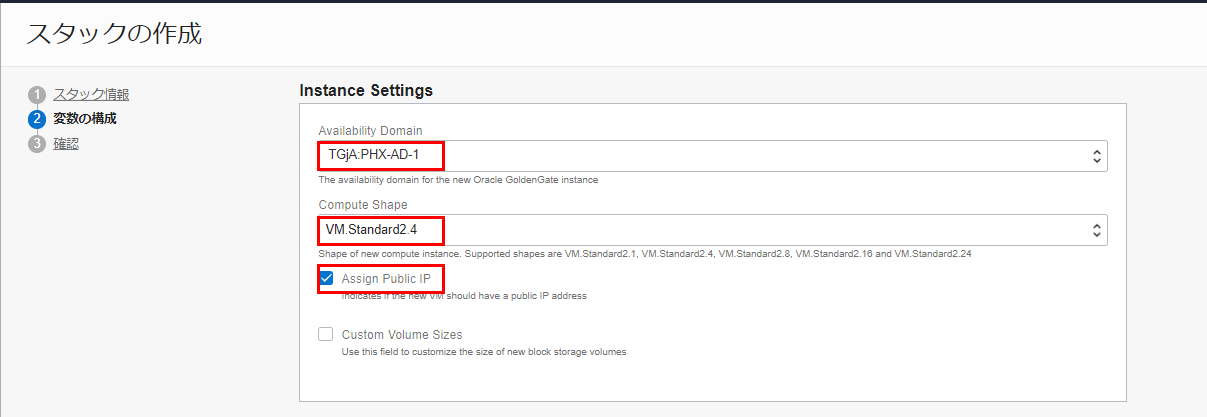 スタックの作成
1 スタック情報
2 変数の構成
3 確認
Instance Settings
Availability Domain
TGjA:PHX-AD-1
The availability domain for the new Oracle GoldenGate instance
Compute Shape
VM.Standard2.4
Shape of new compute instance. Supported shapes are VM.Standard2.1, VM.Standard2.4, VM.Standard2.8, VM.Standard2.16 and VM.Standard2.24
Assign Public IP
Indicates if the new VM should have a public IP address
Custom Volume Sizes
Use this field to customize the size of new block storage volumes